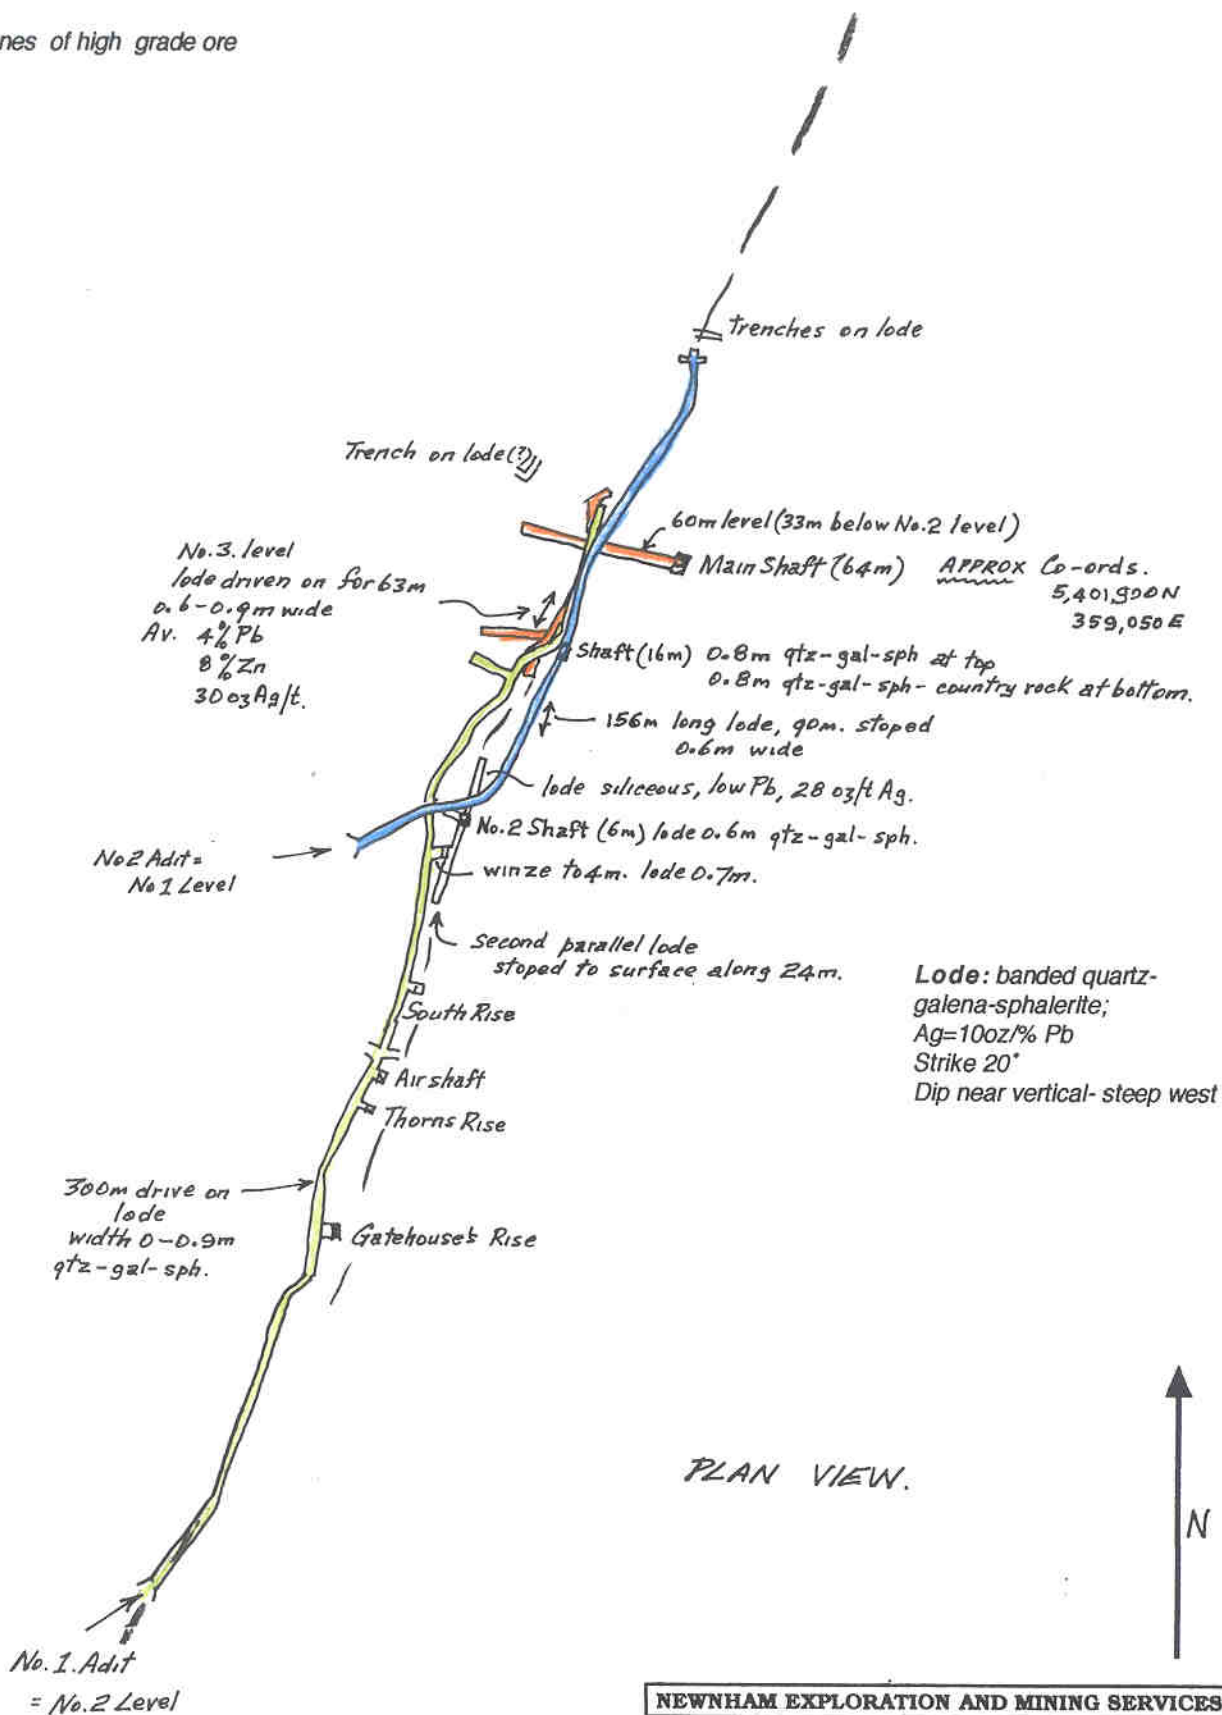 nes of high grade ore
Trenches on lode
Trench on lode (?)
60m level (33m below No.2 level)
Main Shaft (64m) APPROX Co-ords.
5,401,900N
359,050E
No.3. level
lode driven on for 63m
0.6-0.9m wide
Av. 4% Pb
8% Zn
30 oz Ag/t.
Shaft (16m) 0.8m qtz-gal-sph at top
0.8m qtz-gal-sph-country rock at bottom.
156m long lode, 90m. stoped
0.6m wide
lode siliceous, low Pb, 28 oz/t Ag.
No.2 Shaft (6m) lode 0.6m qtz-gal-sph.
No2 Adit =
No 1 Level
winze to 4m. lode 0.7m.
Second parallel lode
stoped to surface along 24m.
Lode: banded quartz-
galena-sphalerite;
Ag=10oz/% Pb
Strike 20°
Dip near vertical- steep west
South Rise
Airshaft
Thorns Rise
300m drive on
lode
width 0-0.9m
qtz-gal-sph.
Gatehouse's Rise
PLAN VIEW.
N
No.1.Adit
= No.2 Level
NEWNHAM EXPLORATION AND MINING SERVICES